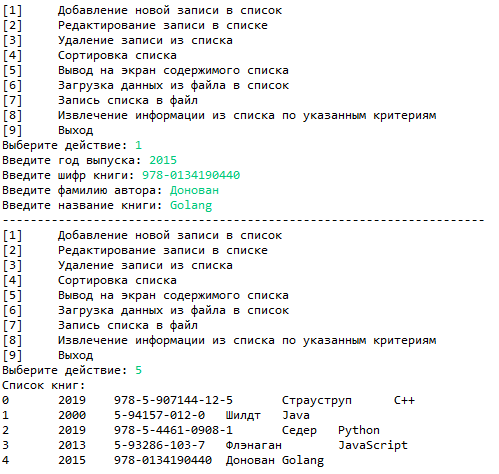 [1] Добавление новой записи в список
[2] Редактирование записи в списке
[3] Удаление записи из списка
[4] Сортировка списка
[5] Вывод на экран содержимого списка
[6] Загрузка данных из файла в список
[7] Запись списка в файл
[8] Извлечение информации из списка по указанным критериям
[9] Выход
Выберите действие: 1
Введите год выпуска: 2015
Введите шифр книги: 978-0134190440
Введите фамилию автора: Донован
Введите название книги: Golang
-----------------------------------------------------------------
[1] Добавление новой записи в список
[2] Редактирование записи в списке
[3] Удаление записи из списка
[4] Сортировка списка
[5] Вывод на экран содержимого списка
[6] Загрузка данных из файла в список
[7] Запись списка в файл
[8] Извлечение информации из списка по указанным критериям
[9] Выход
Выберите действие: 5
Список книг:
0 2019 978-5-907144-12-5 Страуструп C++
1 2000 5-94157-012-0 Шилдт Java
2 2019 978-5-4461-0908-1 Седер Python
3 2013 5-93286-103-7 Флэнаган JavaScript
4 2015 978-0134190440 Донован Golang